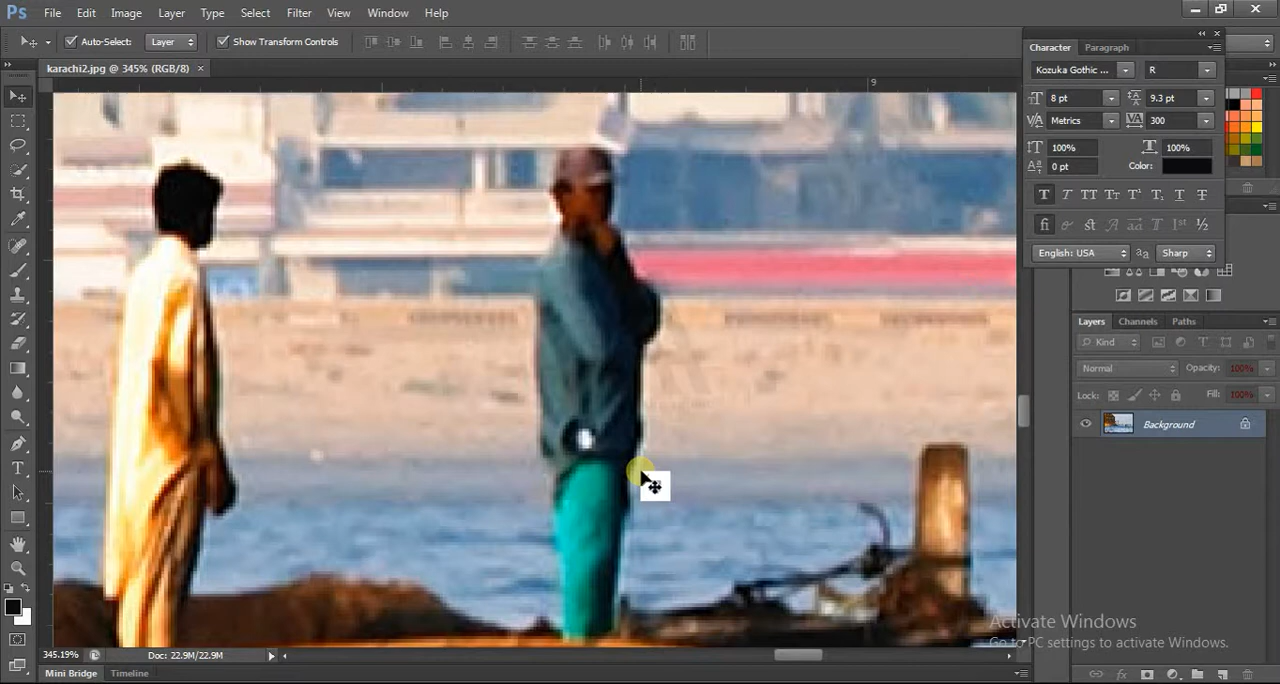 Ps File Edit Image Layer Type Select Filter View Window Help
Auto-Select: Layer Show Transform Controls
karachi2.jpg @ 345% (RGB/8) ×
9
Character Paragraph
Kozuka Gothic ... R
8 pt 9.3 pt
Metrics 300
100% 100%
0 pt Color:
English: USA Sharp
Layers Channels Paths
Kind
Normal Opacity: 100%
Lock: Fill: 100%
Background
Activate Windows
Go to PC settings to activate Windows.
345.19% Doc: 22.9M/22.9M
Mini Bridge Timeline